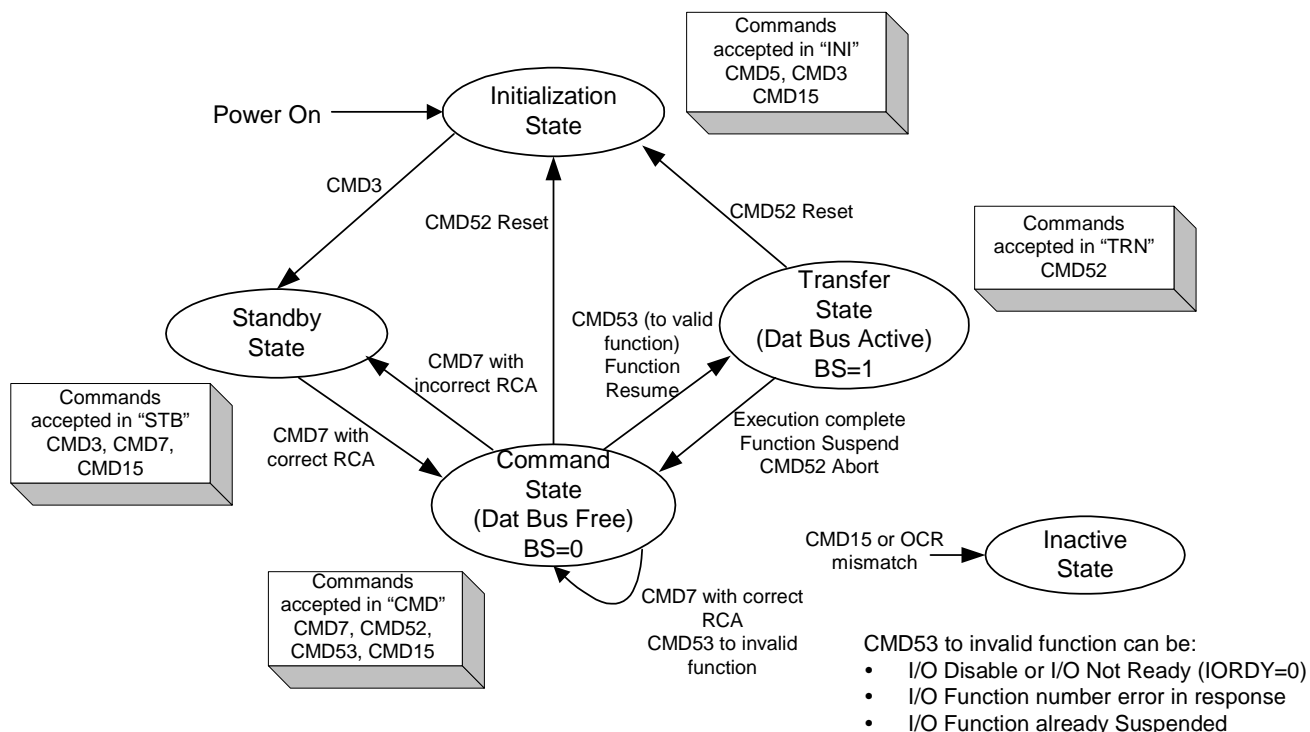 Commands
accepted in “INI”
CMD5, CMD3
CMD15
Power On
Initialization
State
CMD3
CMD52 Reset
CMD52 Reset
Commands
accepted in “TRN”
CMD52
Standby
State
Transfer
State
(Dat Bus Active)
BS=1
CMD53 (to valid
function)
Function
Resume
CMD7 with
incorrect RCA
Commands
accepted in “STB”
CMD3, CMD7,
CMD15
CMD7 with
correct RCA
Execution complete
Function Suspend
CMD52 Abort
Command
State
(Dat Bus Free)
BS=0
CMD15 or OCR
mismatch
Inactive
State
Commands
accepted in “CMD”
CMD7, CMD52,
CMD53, CMD15
CMD7 with correct
RCA
CMD53 to invalid
function
CMD53 to invalid function can be:
• I/O Disable or I/O Not Ready (IORDY=0)
• I/O Function number error in response
• I/O Function already Suspended